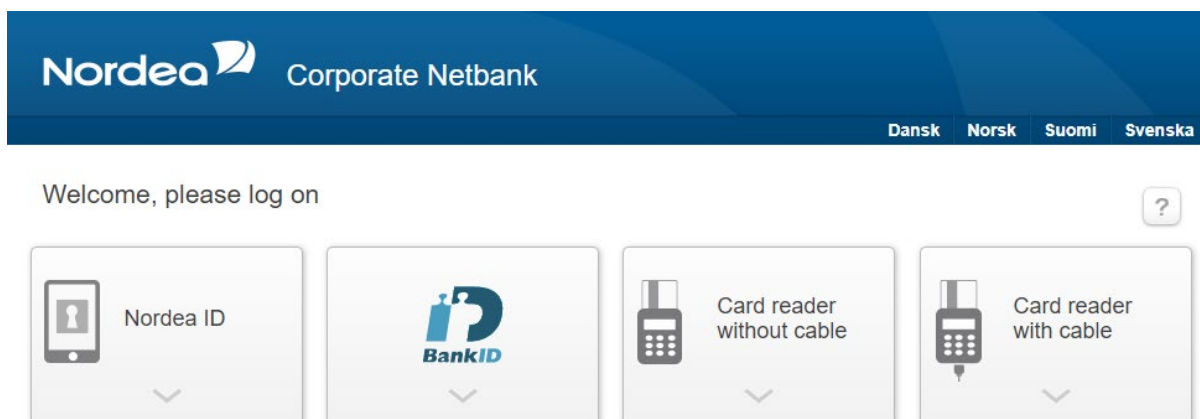 Nordea Corporate Netbank
Dansk Norsk Suomi Svenska
Welcome, please log on
?
Nordea ID
BankID
Card reader
without cable
Card reader
with cable